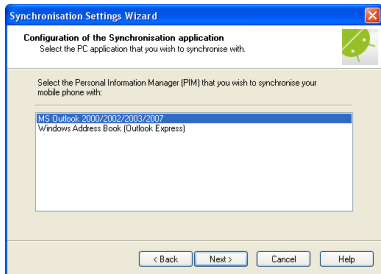 Synchronisation Settings Wizard
Configuration of the Synchronisation application
Select the PC application that you wish to synchronise with.
Select the Personal Information Manager (PIM) that you wish to synchronise your
mobile phone with:
MS Outlook 2000/2002/2003/2007
Windows Address Book (Outlook Express)
< Back Next > Cancel Help